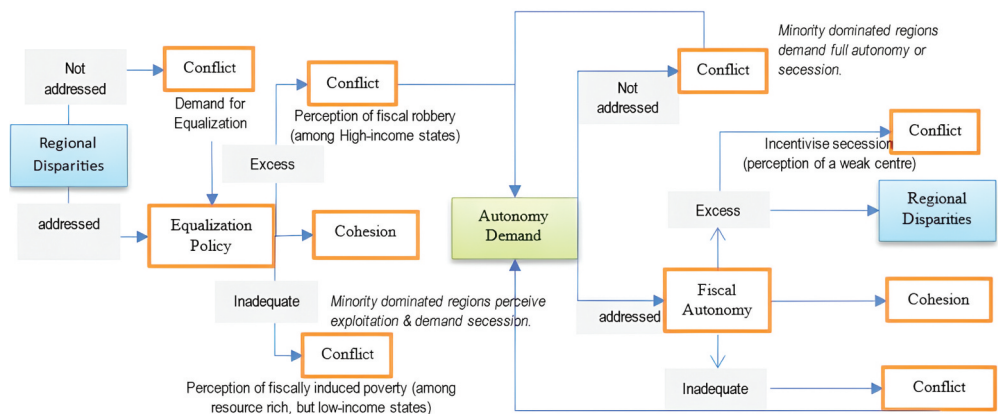 Not
addressed
Regional
Disparities
addressed
Conflict
Demand for
Equalization
Equalization
Policy
Excess
Conflict
Perception of fiscal robbery
(among High-income states)
Cohesion
Inadequate
Minority dominated regions perceive
exploitation & demand secession.
Conflict
Perception of fiscally induced poverty (among
resource rich, but low-income states)
Autonomy
Demand
Not
addressed
Conflict
Minority dominated regions
demand full autonomy or
secession.
addressed
Fiscal
Autonomy
Excess
Incentivise secession
(perception of a weak centre)
Conflict
Regional
Disparities
Cohesion
Inadequate
Conflict